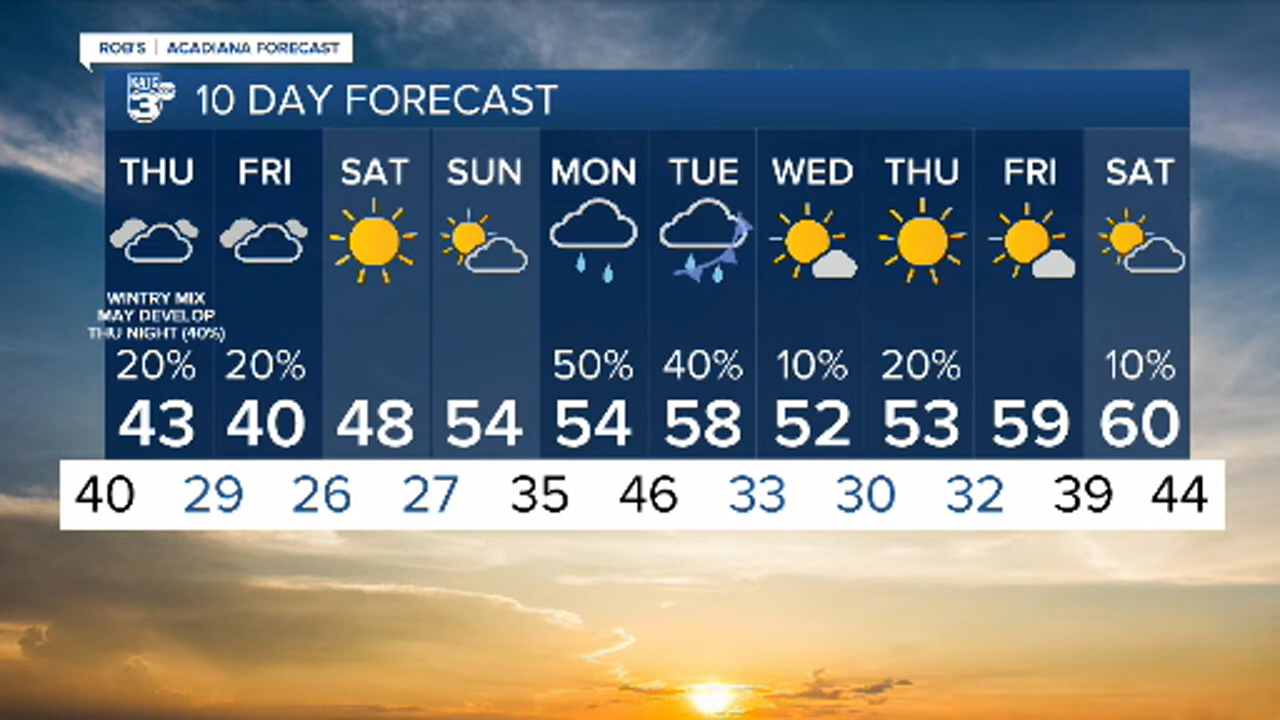 ROB'S | ACADIANA FORECAST
KATC
3
10 DAY FORECAST
THU FRI SAT SUN MON TUE WED THU FRI SAT
WINTRY MIX
MAY DEVELOP
THU NIGHT (40%)
20% 20% 50% 40% 10% 20% 10%
43 40 48 54 54 58 52 53 59 60
40 29 26 27 35 46 33 30 32 39 44